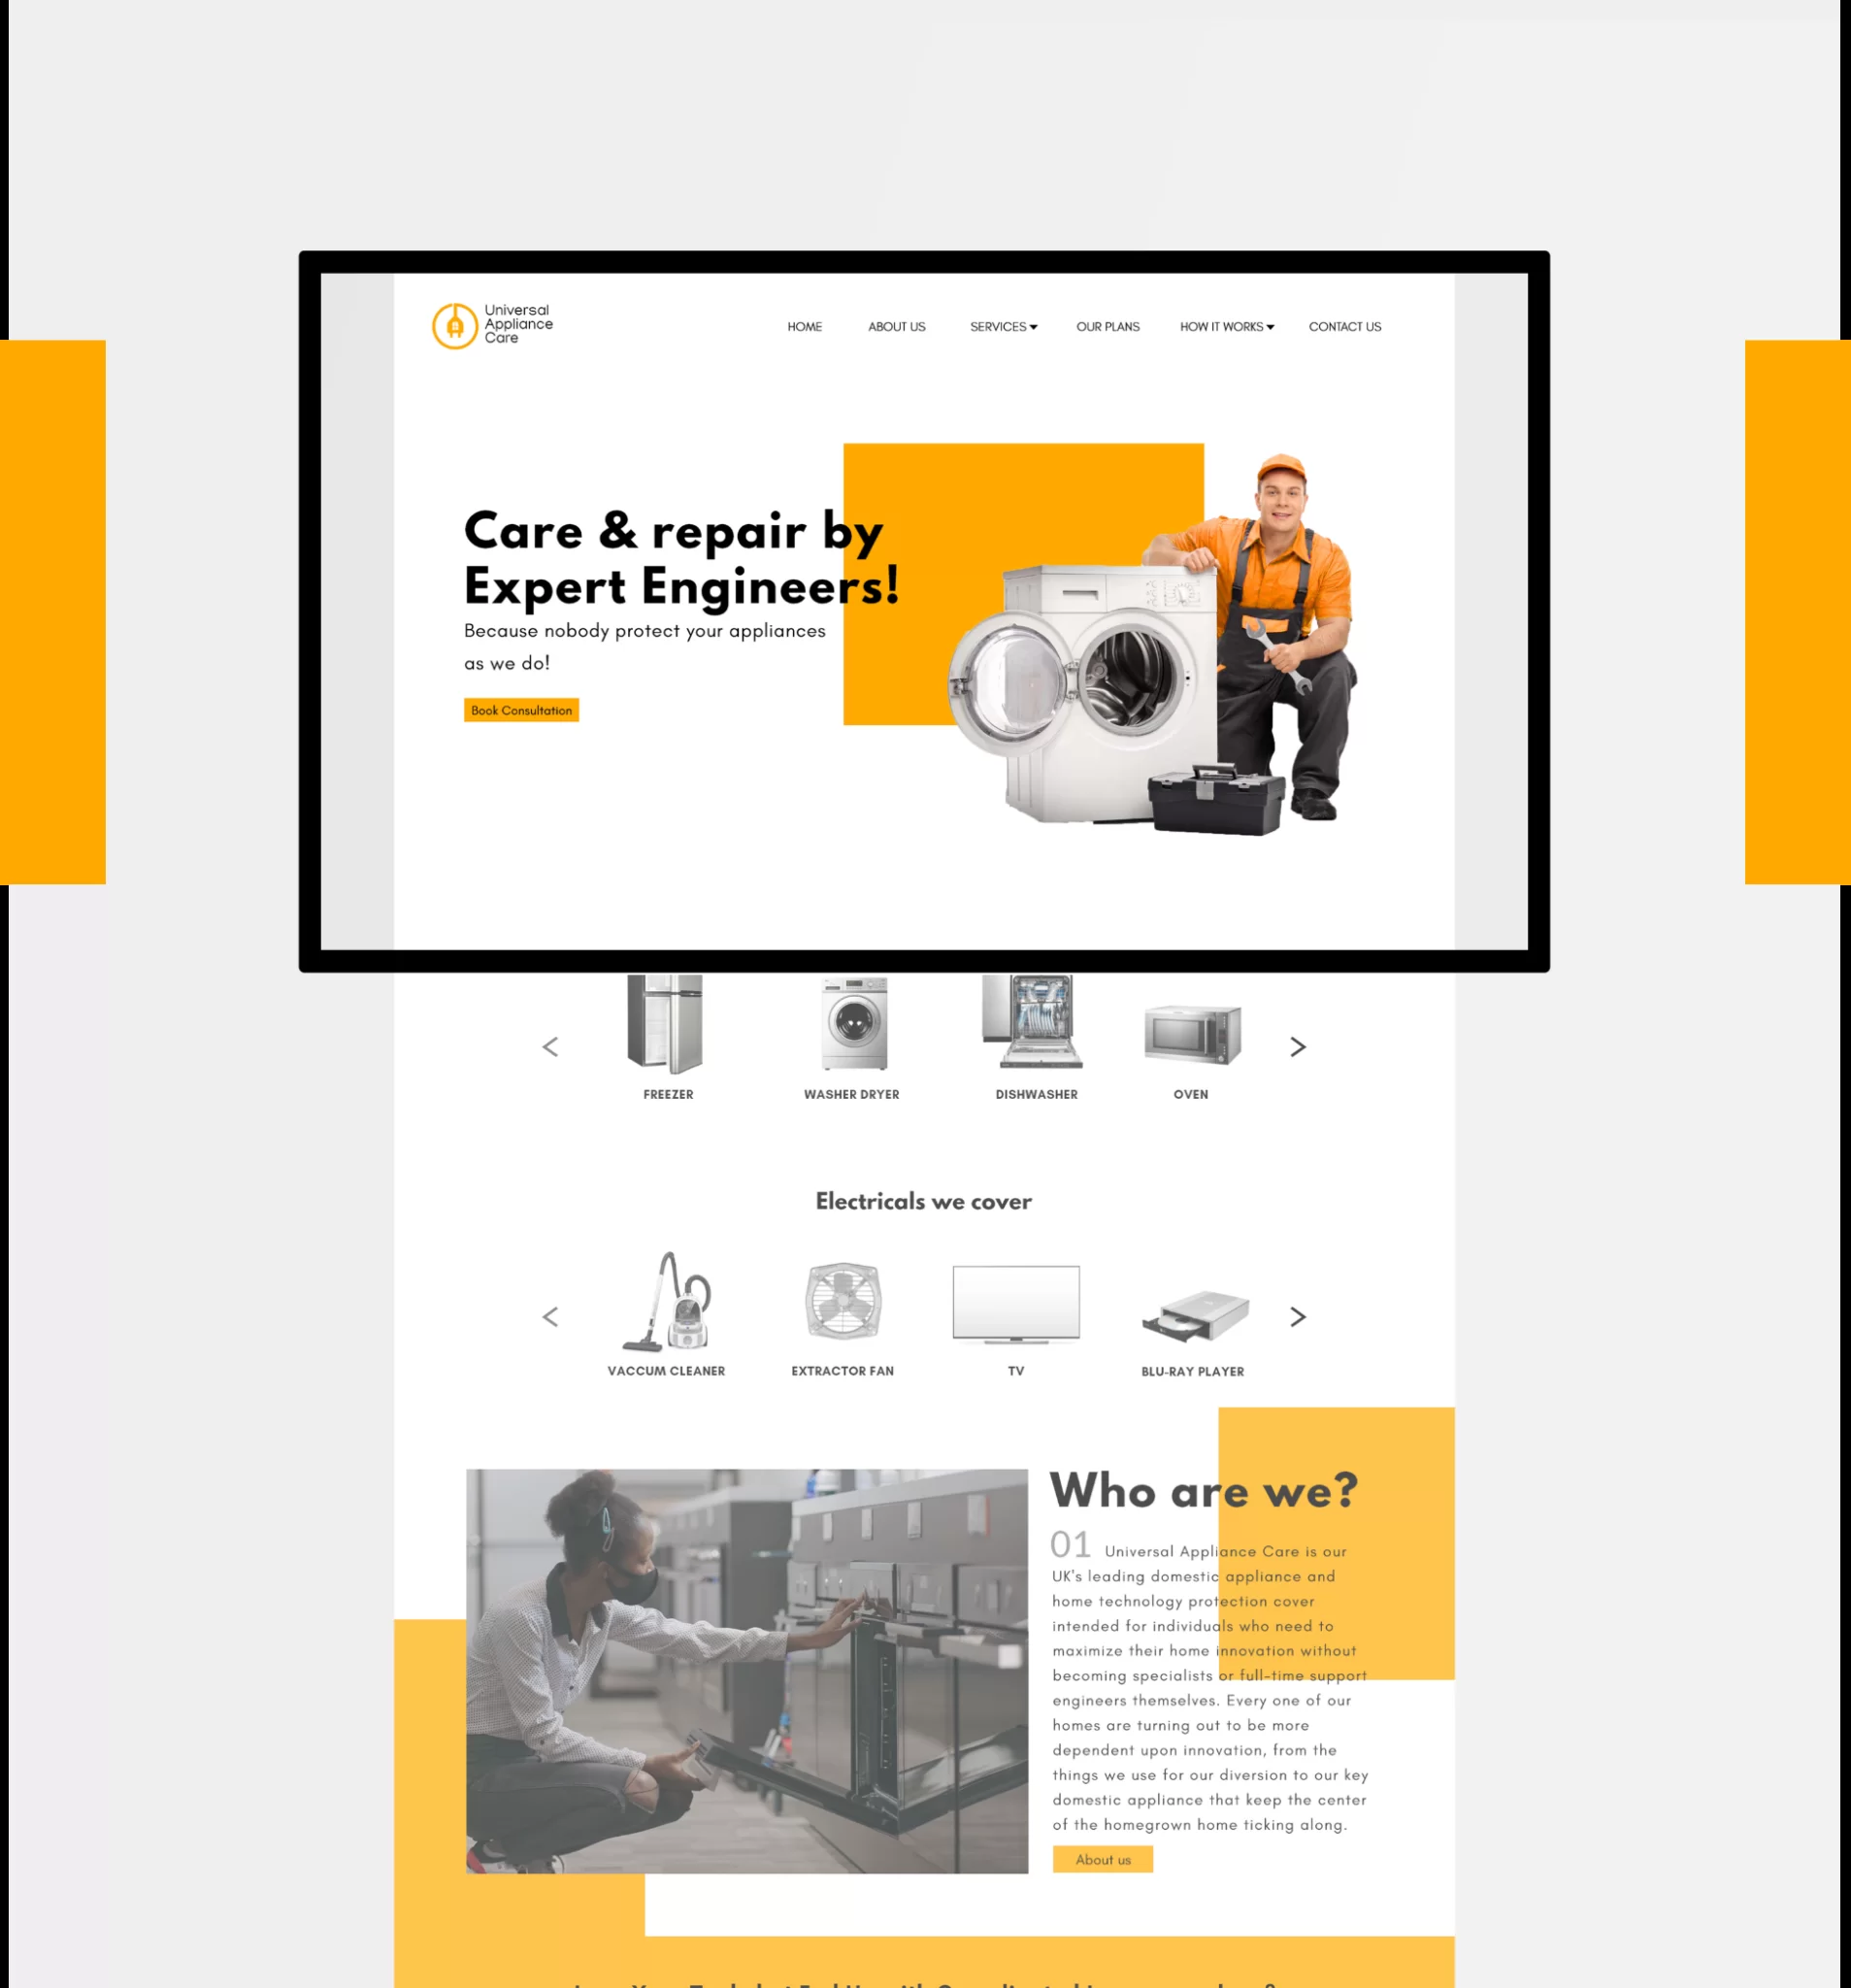 Universal
Appliance
Care
HOME ABOUT US SERVICES OUR PLANS HOW IT WORKS CONTACT US
Care & repair by
Expert Engineers!
Because nobody protect your appliances
as we do!
Book Consultation
FREEZER WASHER DRYER DISHWASHER OVEN
Electricals we cover
VACCUM CLEANER EXTRACTOR FAN TV BLU-RAY PLAYER
Who are we?
01 Universal Appliance Care is our
UK's leading domestic appliance and
home technology protection cover
intended for individuals who need to
maximize their home innovation without
becoming specialists or full-time support
engineers themselves. Every one of our
homes are turning out to be more
dependent upon innovation, from the
things we use for our diversion to our key
domestic appliance that keep the center
of the homegrown home ticking along.
About us